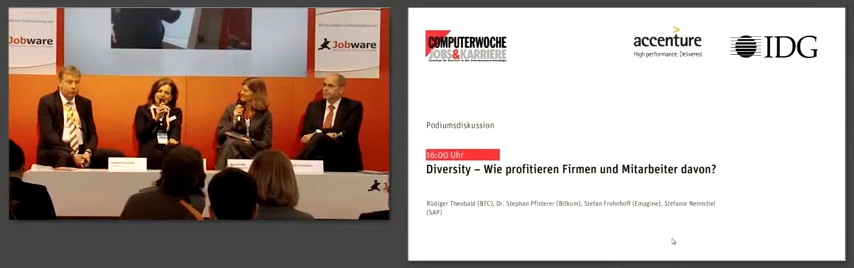 Jobware
Jobware
COMPUTERWOCHE
JOBS&KARRIERE
accenture
High performance. Delivered.
IDG
Podiumsdiskussion
16:00 Uhr
Diversity – Wie profitieren Firmen und Mitarbeiter davon?
Rüdiger Theobald (BTC), Dr. Stephan Pfisterer (Bitkom), Stefan Frohnhoff (Emagine), Stefanie Nennstiel
(SAP)